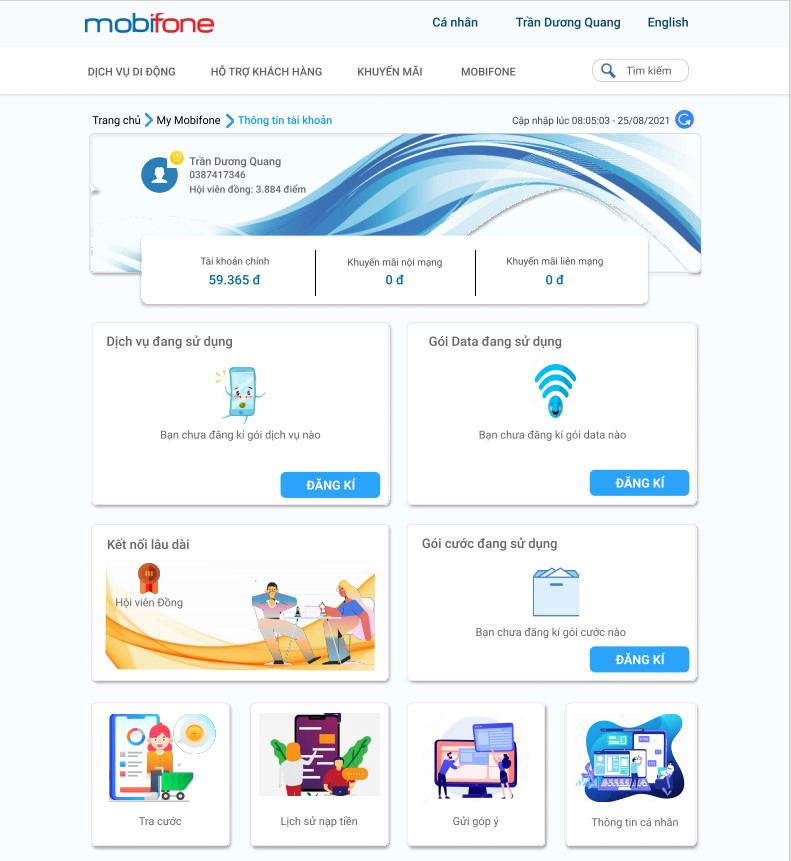 mobifone
Cá nhân Trần Dương Quang English
DỊCH VỤ DI ĐỘNG HỖ TRỢ KHÁCH HÀNG KHUYẾN MÃI MOBIFONE Tìm kiếm
Trang chủ My Mobifone Thông tin tài khoản Cập nhập lúc 08:05:03 - 25/08/2021
Trần Dương Quang
0387417346
Hội viên đồng: 3.884 điểm
Tài khoản chính Khuyến mãi nội mạng Khuyến mãi liên mạng
59.365 đ 0 đ 0 đ
Dịch vụ đang sử dụng Gói Data đang sử dụng
Bạn chưa đăng kí gói dịch vụ nào Bạn chưa đăng kí gói data nào
ĐĂNG KÍ ĐĂNG KÍ
Kết nối lâu dài Gói cước đang sử dụng
III
Hội viên Đồng
Bạn chưa đăng kí gói cước nào
ĐĂNG KÍ
Tra cước Lịch sử nạp tiền Gửi góp ý Thông tin cá nhân